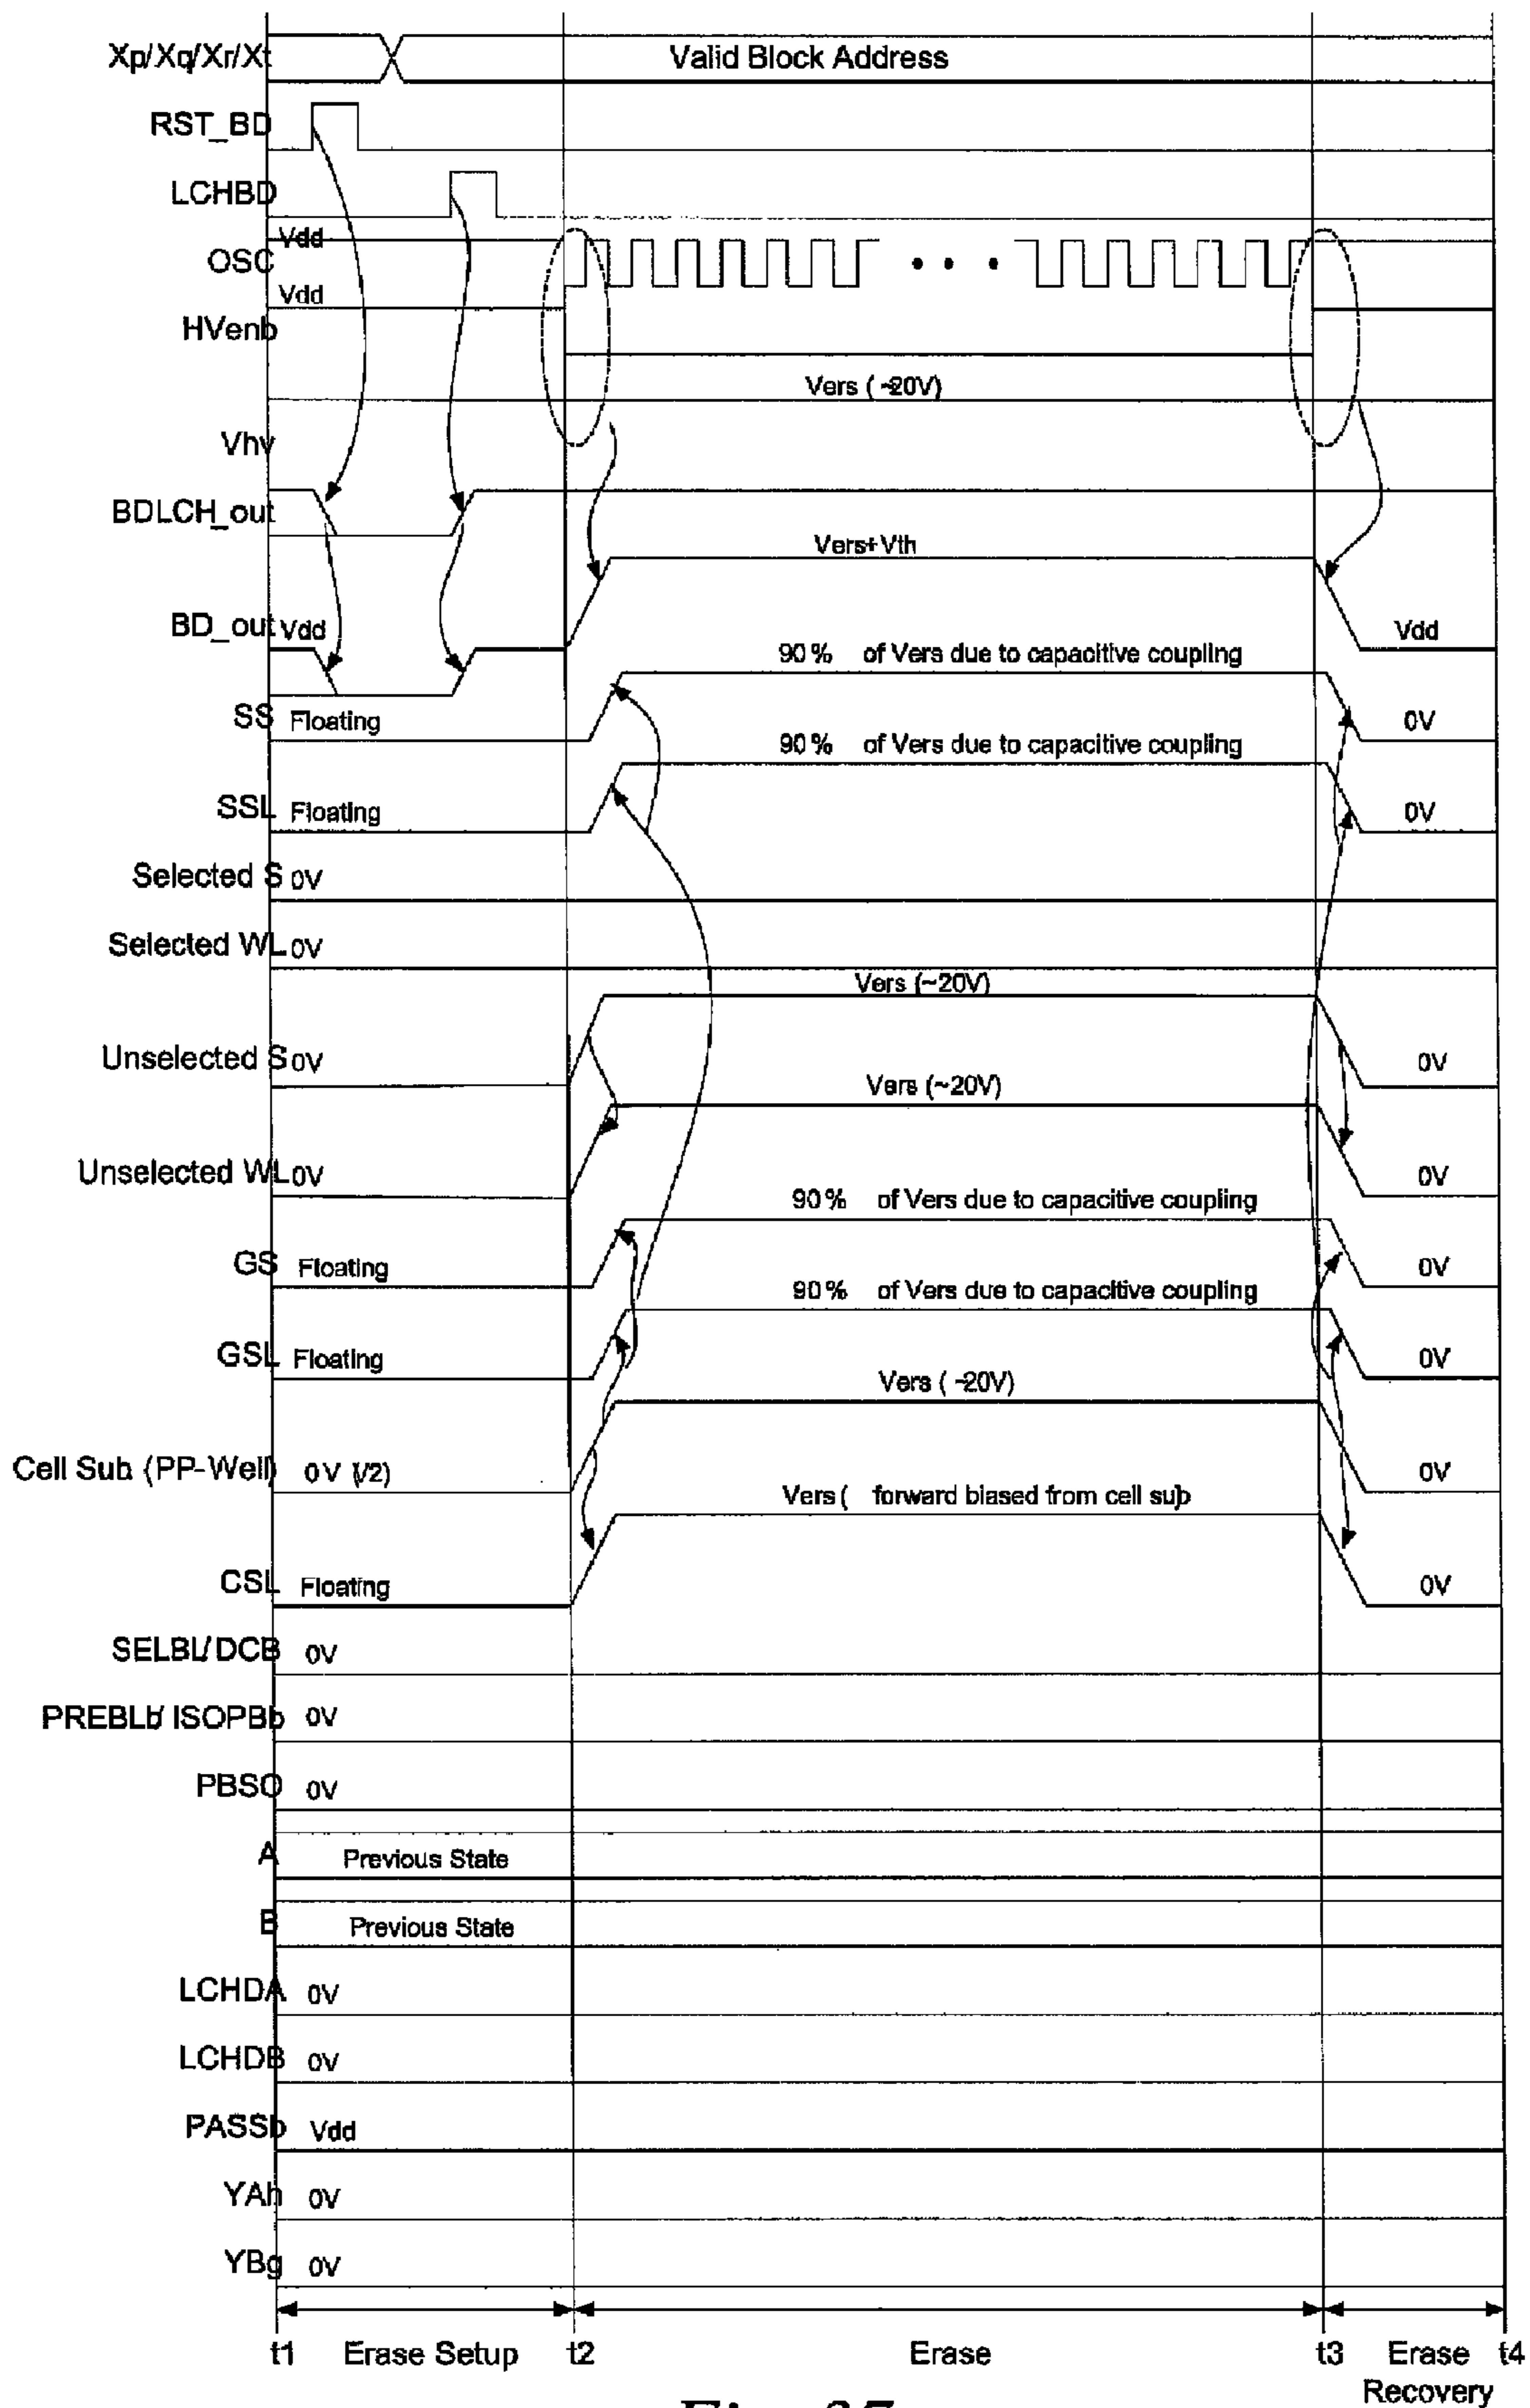 Xp/Xq/Xr/Xt Valid Block Address
RST_BD
LCHBD
Vdd
OSC
Vdd
HVenb
Vers ( ~20V)
Vhv
BDLCH_out
Vers+Vth
BD_out Vdd Vdd
90 % of Vers due to capacitive coupling
SS Floating 0V
90 % of Vers due to capacitive coupling
SSL Floating 0V
Selected S 0V
Selected WL 0V
Vers (~20V)
Unselected S 0V 0V
Vers (~20V)
Unselected WL 0V 0V
90 % of Vers due to capacitive coupling
GS Floating 0V
90 % of Vers due to capacitive coupling
GSL Floating 0V
Vers ( ~20V)
Cell Sub (PP-Well) 0V (/2) 0V
Vers ( forward biased from cell sub)
CSL Floating 0V
SELBL/DCB 0V
PREBLb/ ISOPBb 0V
PBSO 0V
A Previous State
B Previous State
LCHDA 0V
LCHDB 0V
PASSb Vdd
YAh 0V
YBg 0V
t1 Erase Setup t2 Erase t3 Erase t4
Recovery